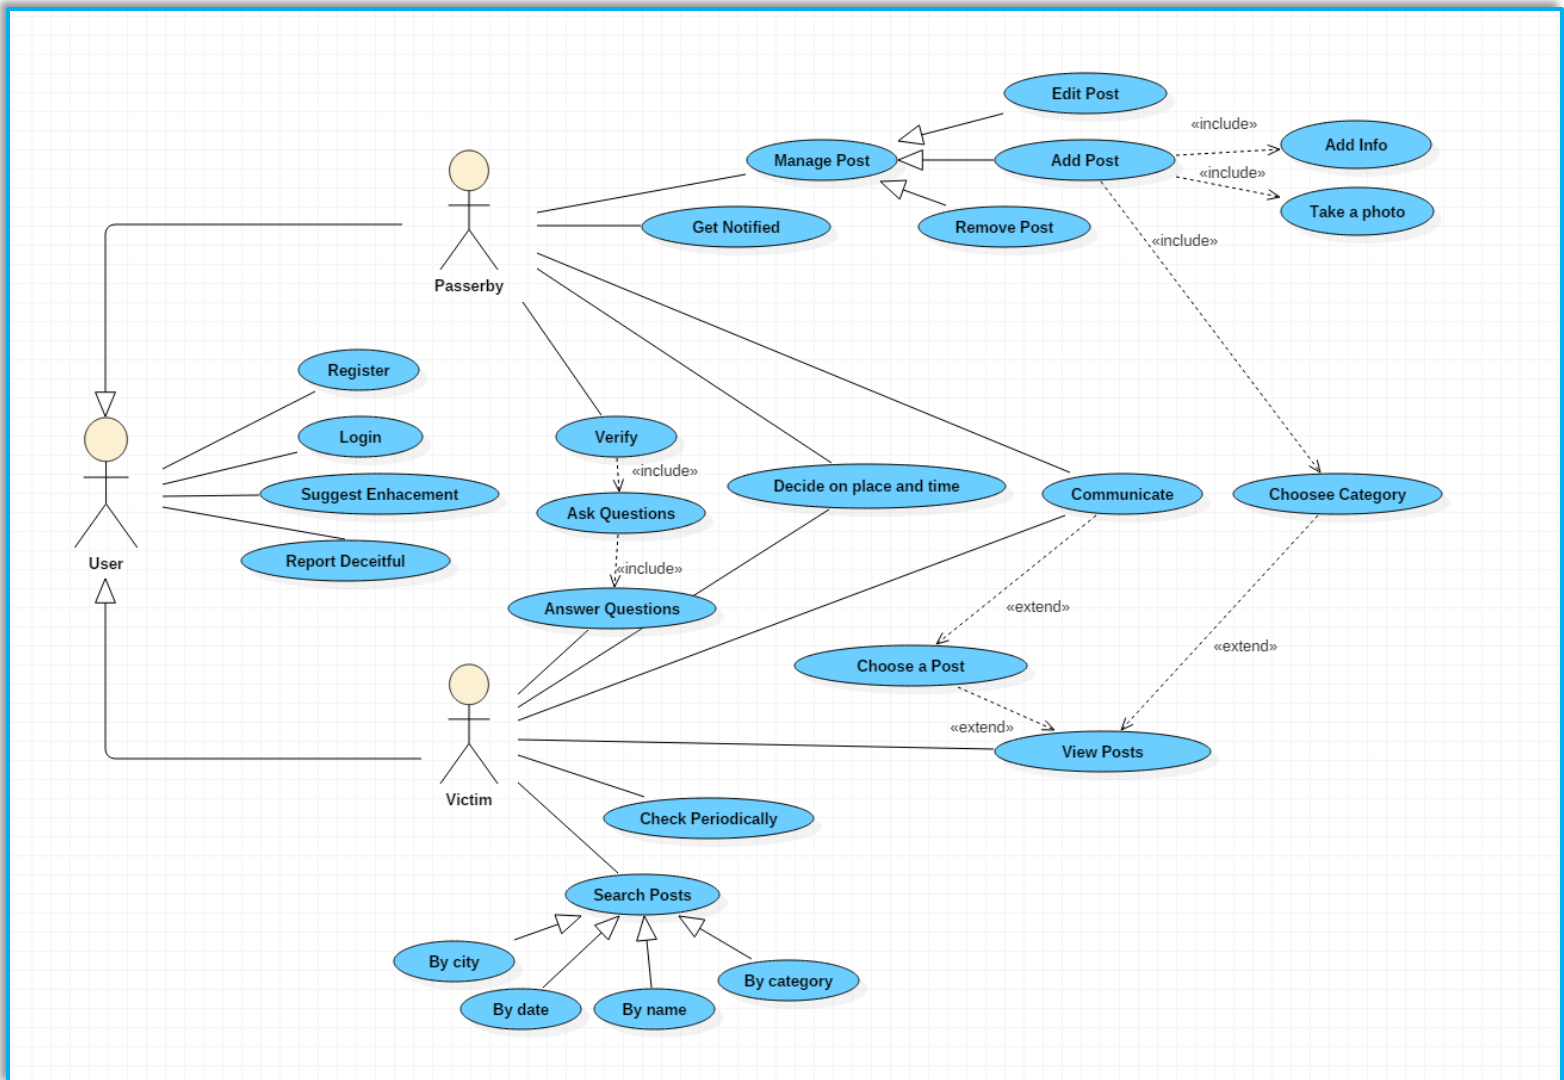 Edit Post
«include»
Add Info
Manage Post
Add Post
«include»
Take a photo
Get Notified
Remove Post
«include»
Passerby
Register
Login
Verify
«include»
Suggest Enhacement
Decide on place and time
Communicate
Choosee Category
Ask Questions
User
Report Deceitful
«include»
Answer Questions
«extend»
«extend»
Choose a Post
«extend»
View Posts
Victim
Check Periodically
Search Posts
By city
By category
By date
By name